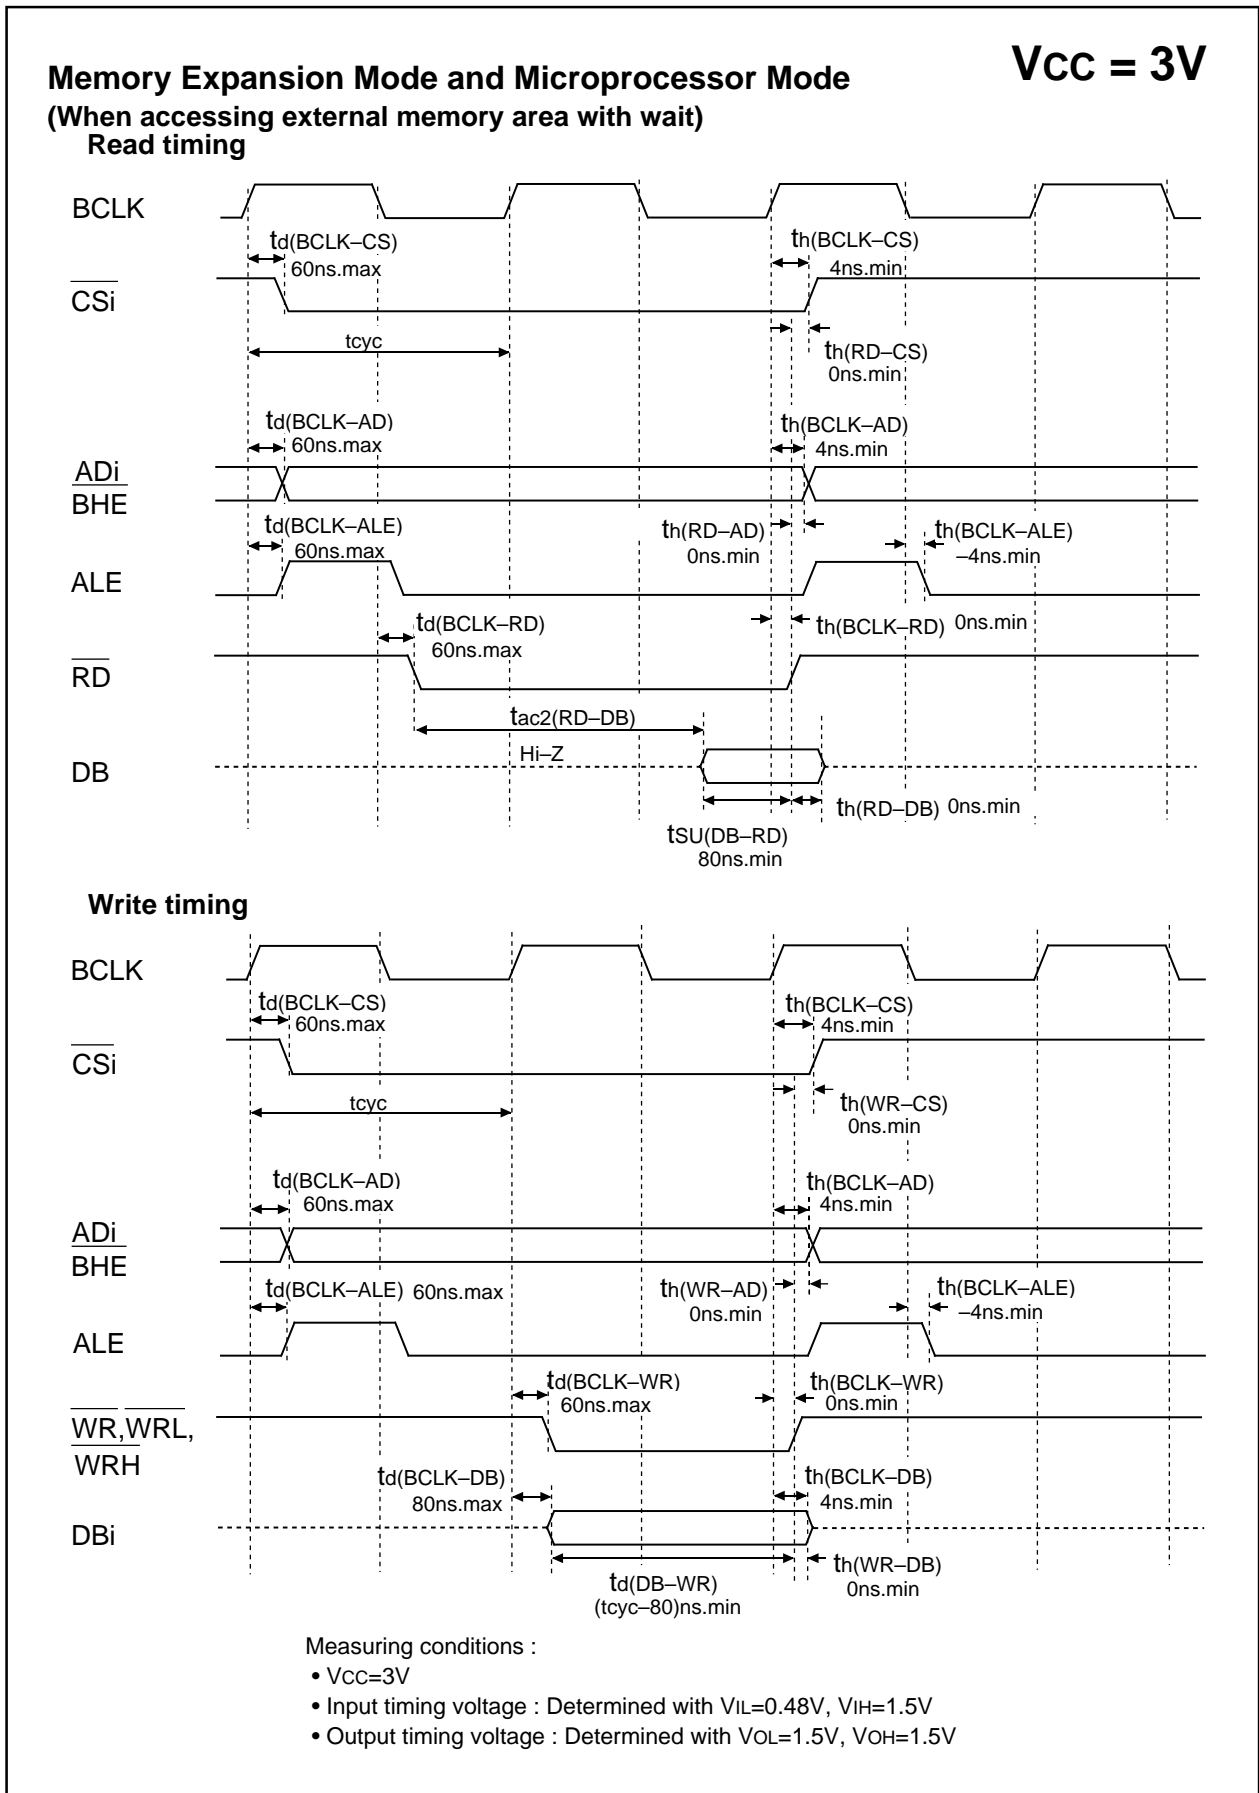 VCC = 3V
Memory Expansion Mode and Microprocessor Mode
(When accessing external memory area with wait)
Read timing
BCLK
td(BCLK–CS)
60ns.max
th(BCLK–CS)
4ns.min
CSi
tcyc
th(RD–CS)
0ns.min
td(BCLK–AD)
60ns.max
th(BCLK–AD)
4ns.min
ADi
BHE
td(BCLK–ALE)
60ns.max
th(RD–AD)
0ns.min
th(BCLK–ALE)
–4ns.min
ALE
td(BCLK–RD)
60ns.max
th(BCLK–RD) 0ns.min
RD
tac2(RD–DB)
Hi–Z
DB
th(RD–DB) 0ns.min
tSU(DB–RD)
80ns.min
Write timing
BCLK
td(BCLK–CS)
60ns.max
th(BCLK–CS)
4ns.min
CSi
tcyc
th(WR–CS)
0ns.min
td(BCLK–AD)
60ns.max
th(BCLK–AD)
4ns.min
ADi
BHE
td(BCLK–ALE) 60ns.max
th(WR–AD)
0ns.min
th(BCLK–ALE)
–4ns.min
ALE
td(BCLK–WR)
60ns.max
th(BCLK–WR)
0ns.min
WR,WRL,
WRH
td(BCLK–DB)
80ns.max
th(BCLK–DB)
4ns.min
DBi
td(DB–WR)
(tcyc–80)ns.min
th(WR–DB)
0ns.min
Measuring conditions :
• VCC=3V
• Input timing voltage : Determined with VIL=0.48V, VIH=1.5V
• Output timing voltage : Determined with VOL=1.5V, VOH=1.5V